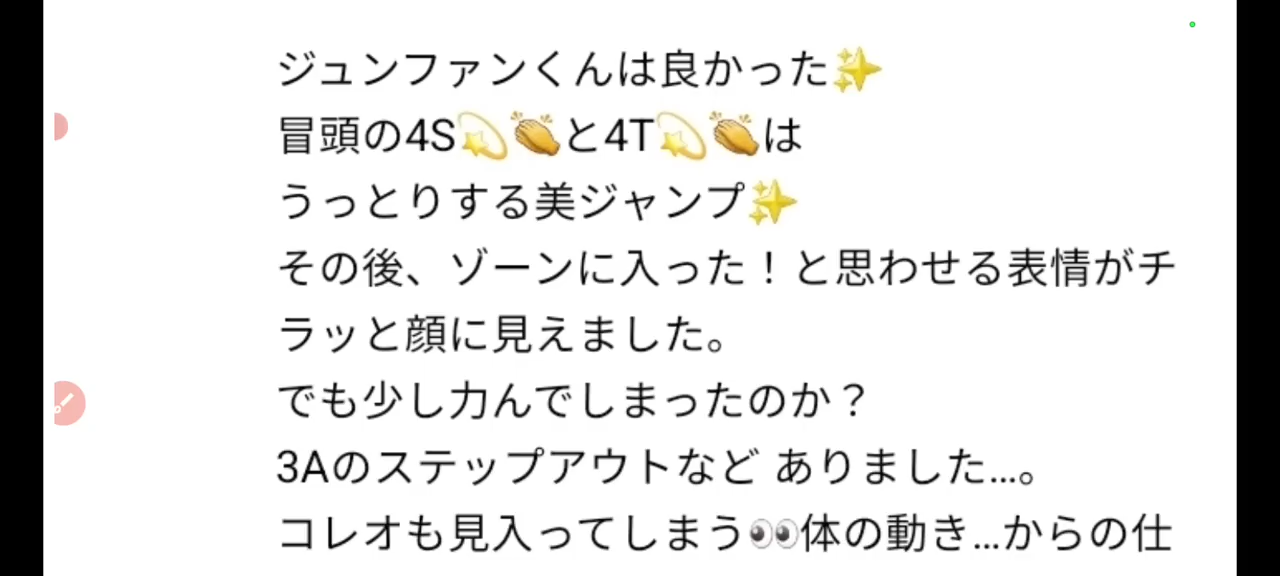 ジュンファンくんは良かった✨
冒頭の4S💫👏と4T💫👏は
うっとりする美ジャンプ✨
その後、ゾーンに入った！と思わせる表情がチ
ラッと顔に見えました。
でも少し力んでしまったのか？
3Aのステップアウトなど ありました…。
コレオも見入ってしまう👀体の動き…からの仕